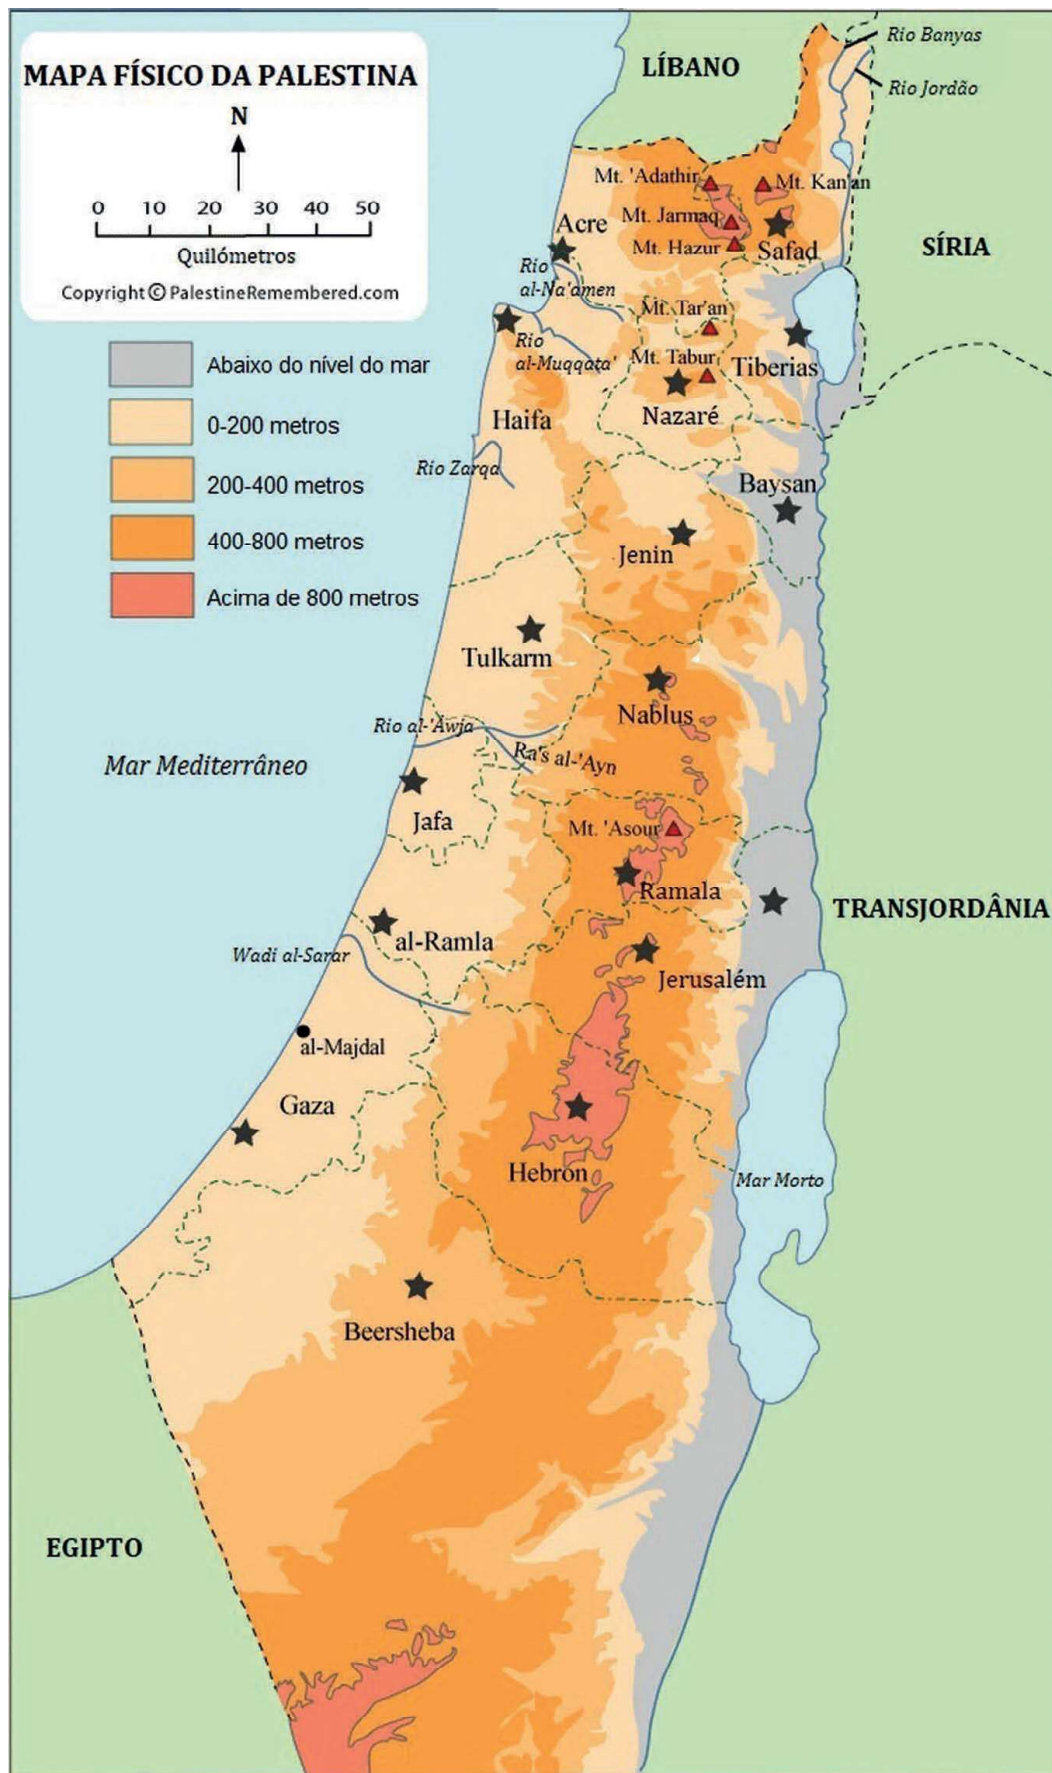 MAPA FÍSICO DA PALESTINA
N
0 10 20 30 40 50
Quilómetros
Copyright © PalestineRemembered.com
Abaixo do nível do mar
0-200 metros
200-400 metros
400-800 metros
Acima de 800 metros
LÍBANO
Rio Banyas
Rio Jordão
Mt. 'Adathir
Mt. Kan'an
Mt. Jarmaq
Acre
Mt. Hazur
Safad
SÍRIA
Rio
al-Na'amen
Mt. Tar'an
Rio
al-Muqqata'
Mt. Tabur
Tiberias
Haifa
Nazaré
Rio Zarqa
Baysan
Jenin
Tulkarm
Nablus
Rio al-'Awja
Ra's al-'Ayn
Mar Mediterrâneo
Jafa
Mt. 'Asour
Ramala
TRANSJORDÂNIA
al-Ramla
Wadi al-Sarar
Jerusalém
al-Majdal
Gaza
Hebron
Mar Morto
Beersheba
EGIPTO